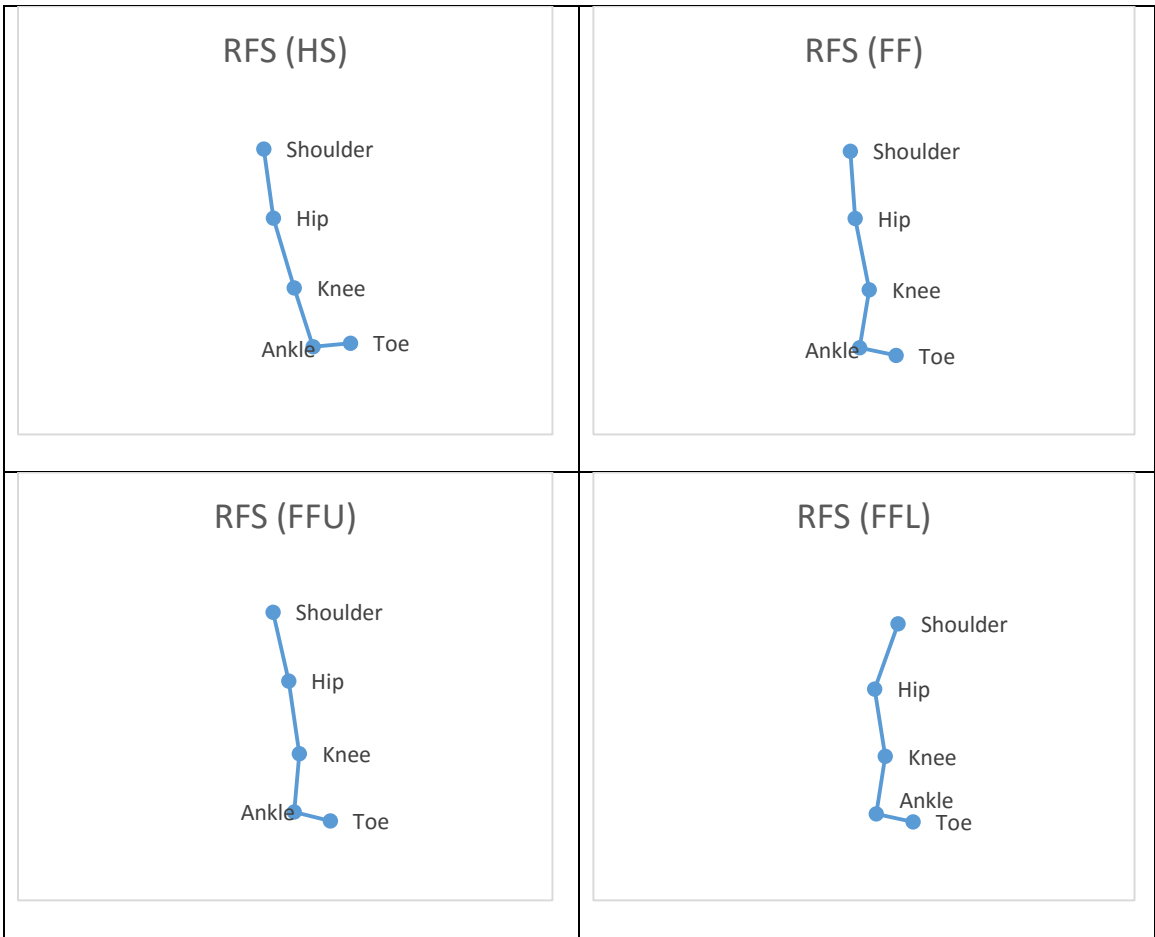 RFS (HS)
Shoulder
Hip
Knee
Ankle
Toe
RFS (FF)
Shoulder
Hip
Knee
Ankle
Toe
RFS (FFU)
Shoulder
Hip
Knee
Ankle
Toe
RFS (FFL)
Shoulder
Hip
Knee
Ankle
Toe